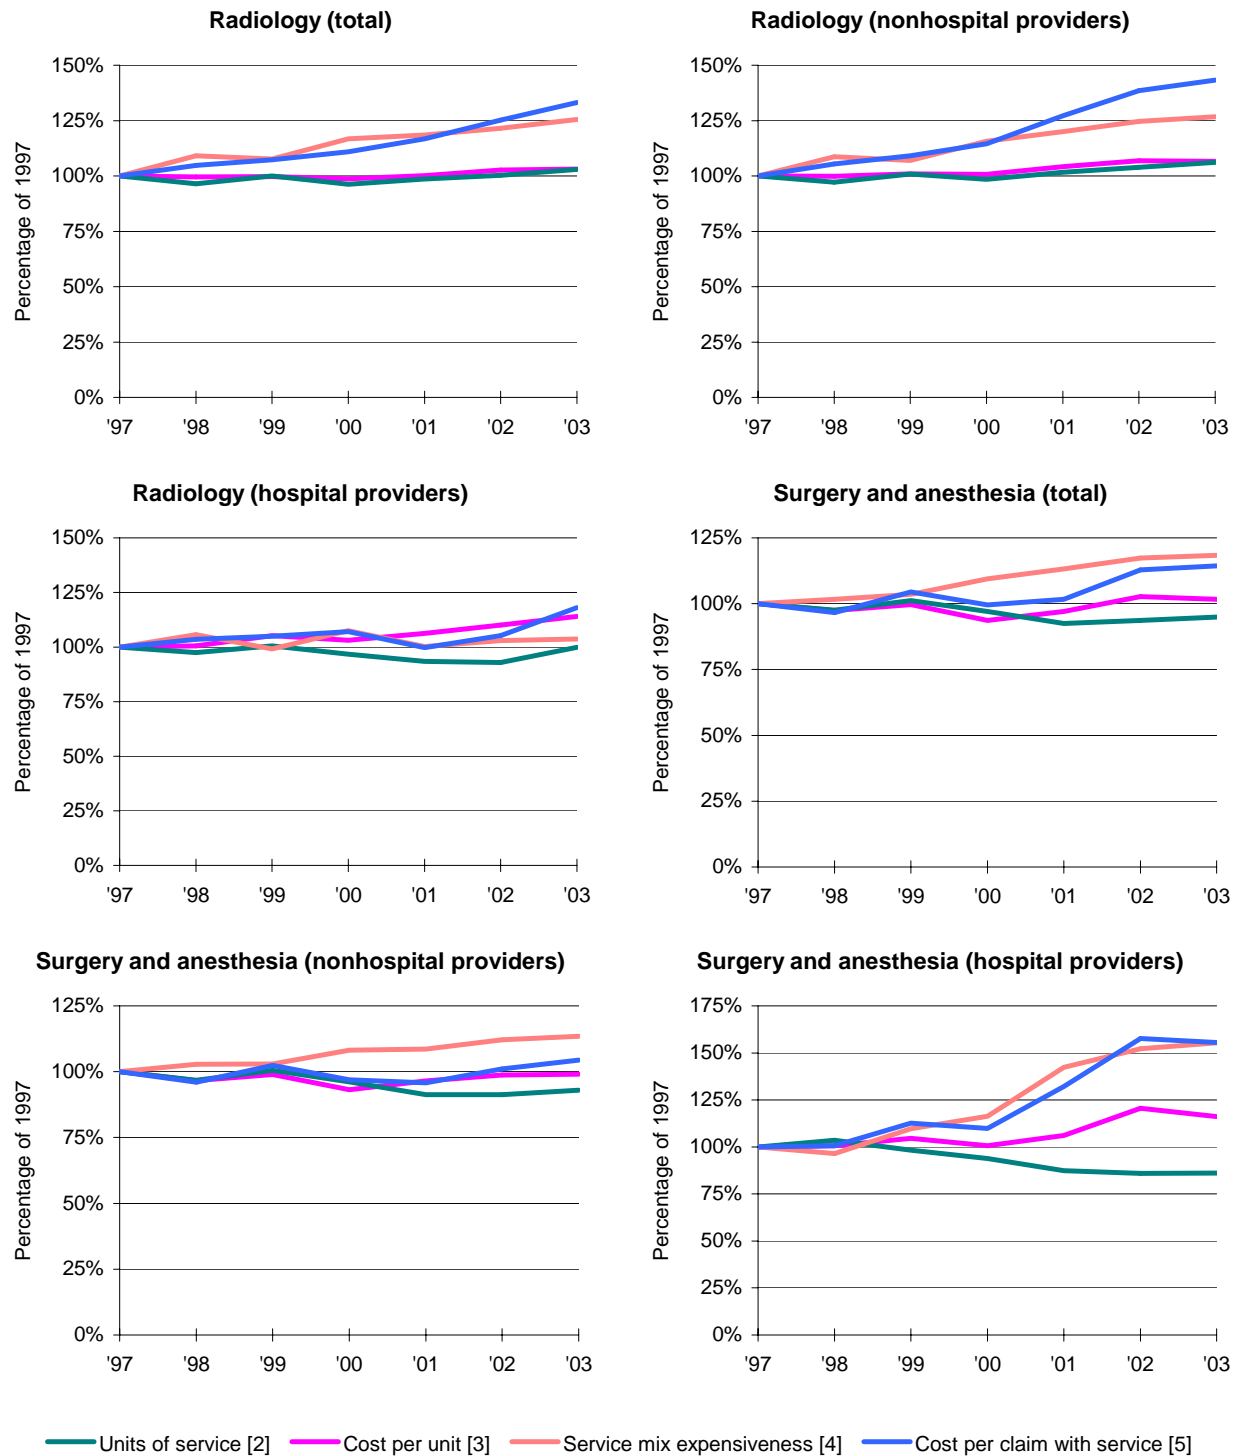 Radiology (total)
150%
125%
100%
75%
50%
25%
0%
Percentage of 1997
'97 '98 '99 '00 '01 '02 '03
Radiology (nonhospital providers)
150%
125%
100%
75%
50%
25%
0%
Percentage of 1997
'97 '98 '99 '00 '01 '02 '03
Radiology (hospital providers)
150%
125%
100%
75%
50%
25%
0%
Percentage of 1997
'97 '98 '99 '00 '01 '02 '03
Surgery and anesthesia (total)
125%
100%
75%
50%
25%
0%
Percentage of 1997
'97 '98 '99 '00 '01 '02 '03
Surgery and anesthesia (nonhospital providers)
125%
100%
75%
50%
25%
0%
Percentage of 1997
'97 '98 '99 '00 '01 '02 '03
Surgery and anesthesia (hospital providers)
175%
150%
125%
100%
75%
50%
25%
0%
Percentage of 1997
'97 '98 '99 '00 '01 '02 '03
Units of service [2] Cost per unit [3] Service mix expensiveness [4] Cost per claim with service [5]